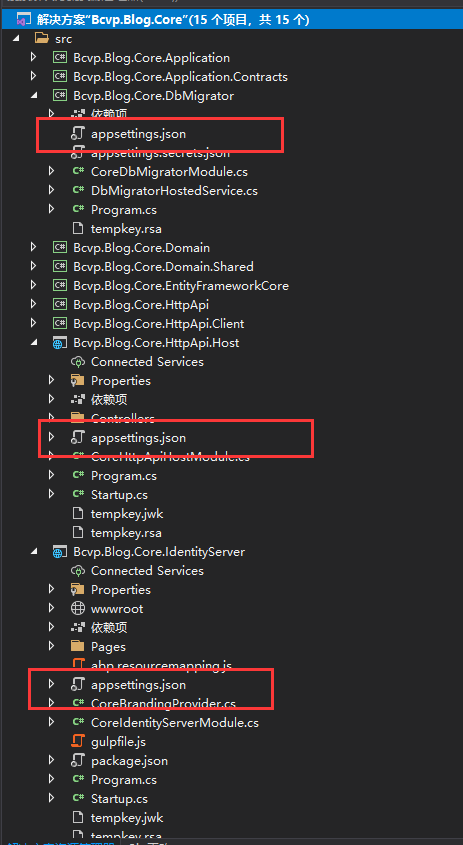 解决方案"Bcvp.Blog.Core"(15 个项目，共 15 个)
src
C# Bcvp.Blog.Core.Application
C# Bcvp.Blog.Core.Application.Contracts
C# Bcvp.Blog.Core.DbMigrator
依赖项
appsettings.json
appsettings.secrets.json
C# CoreDbMigratorModule.cs
C# DbMigratorHostedService.cs
C# Program.cs
tempkey.rsa
C# Bcvp.Blog.Core.Domain
C# Bcvp.Blog.Core.Domain.Shared
C# Bcvp.Blog.Core.EntityFrameworkCore
C# Bcvp.Blog.Core.HttpApi
C# Bcvp.Blog.Core.HttpApi.Client
Bcvp.Blog.Core.HttpApi.Host
Connected Services
Properties
依赖项
Controllers
appsettings.json
C# CoreHttpApiHostModule.cs
C# Program.cs
C# Startup.cs
tempkey.jwk
tempkey.rsa
Bcvp.Blog.Core.IdentityServer
Connected Services
Properties
wwwroot
依赖项
Pages
abp.resourcemapping.js
appsettings.json
C# CoreBrandingProvider.cs
C# CoreIdentityServerModule.cs
gulpfile.js
package.json
C# Program.cs
C# Startup.cs
tempkey.jwk
tempkey.rsa